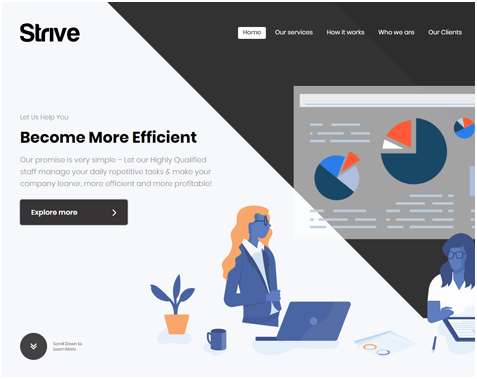 Strive
Home
Our services
How it works
Who we are
Our Clients
Let Us Help You
Become More Efficient
Our promise is very simple – Let our Highly Qualified
staff manage your daily repetitive tasks & make your
company leaner, more efficient and more profitable!
Explore more
Scroll Down to
Learn More